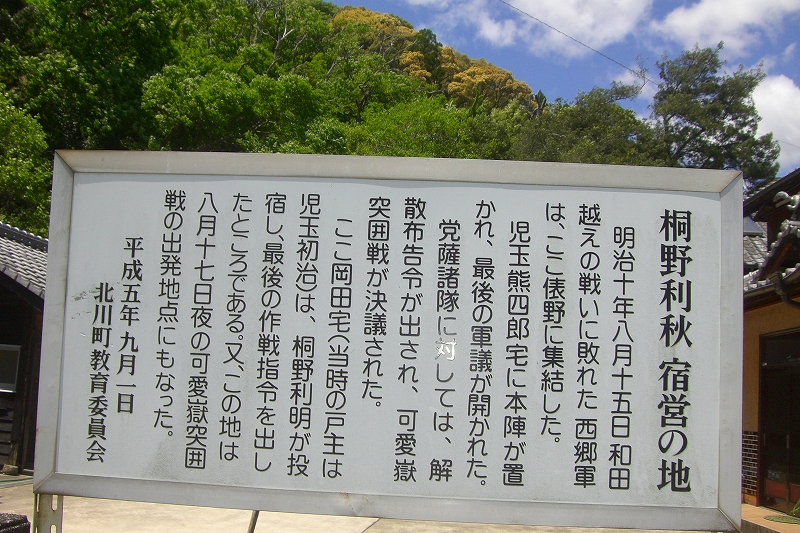 桐野利秋 宿営の地
明治十年八月十五日和田
越えの戦いに敗れた西郷軍
は、ここ俵野に集結した。
児玉熊四郎宅に本陣が置
かれ、最後の軍議が開かれた。
党薩諸隊に対しては、解
散布告令が出され、可愛嶽
突囲戦が決議された。
ここ岡田宅(当時の戸主は
児玉初治は、桐野利明が投
宿し、最後の作戦指令を出し
たところである。又、この地は
八月十七日夜の可愛嶽突囲
戦の出発地点にもなった。
平成五年九月一日
北川町教育委員会